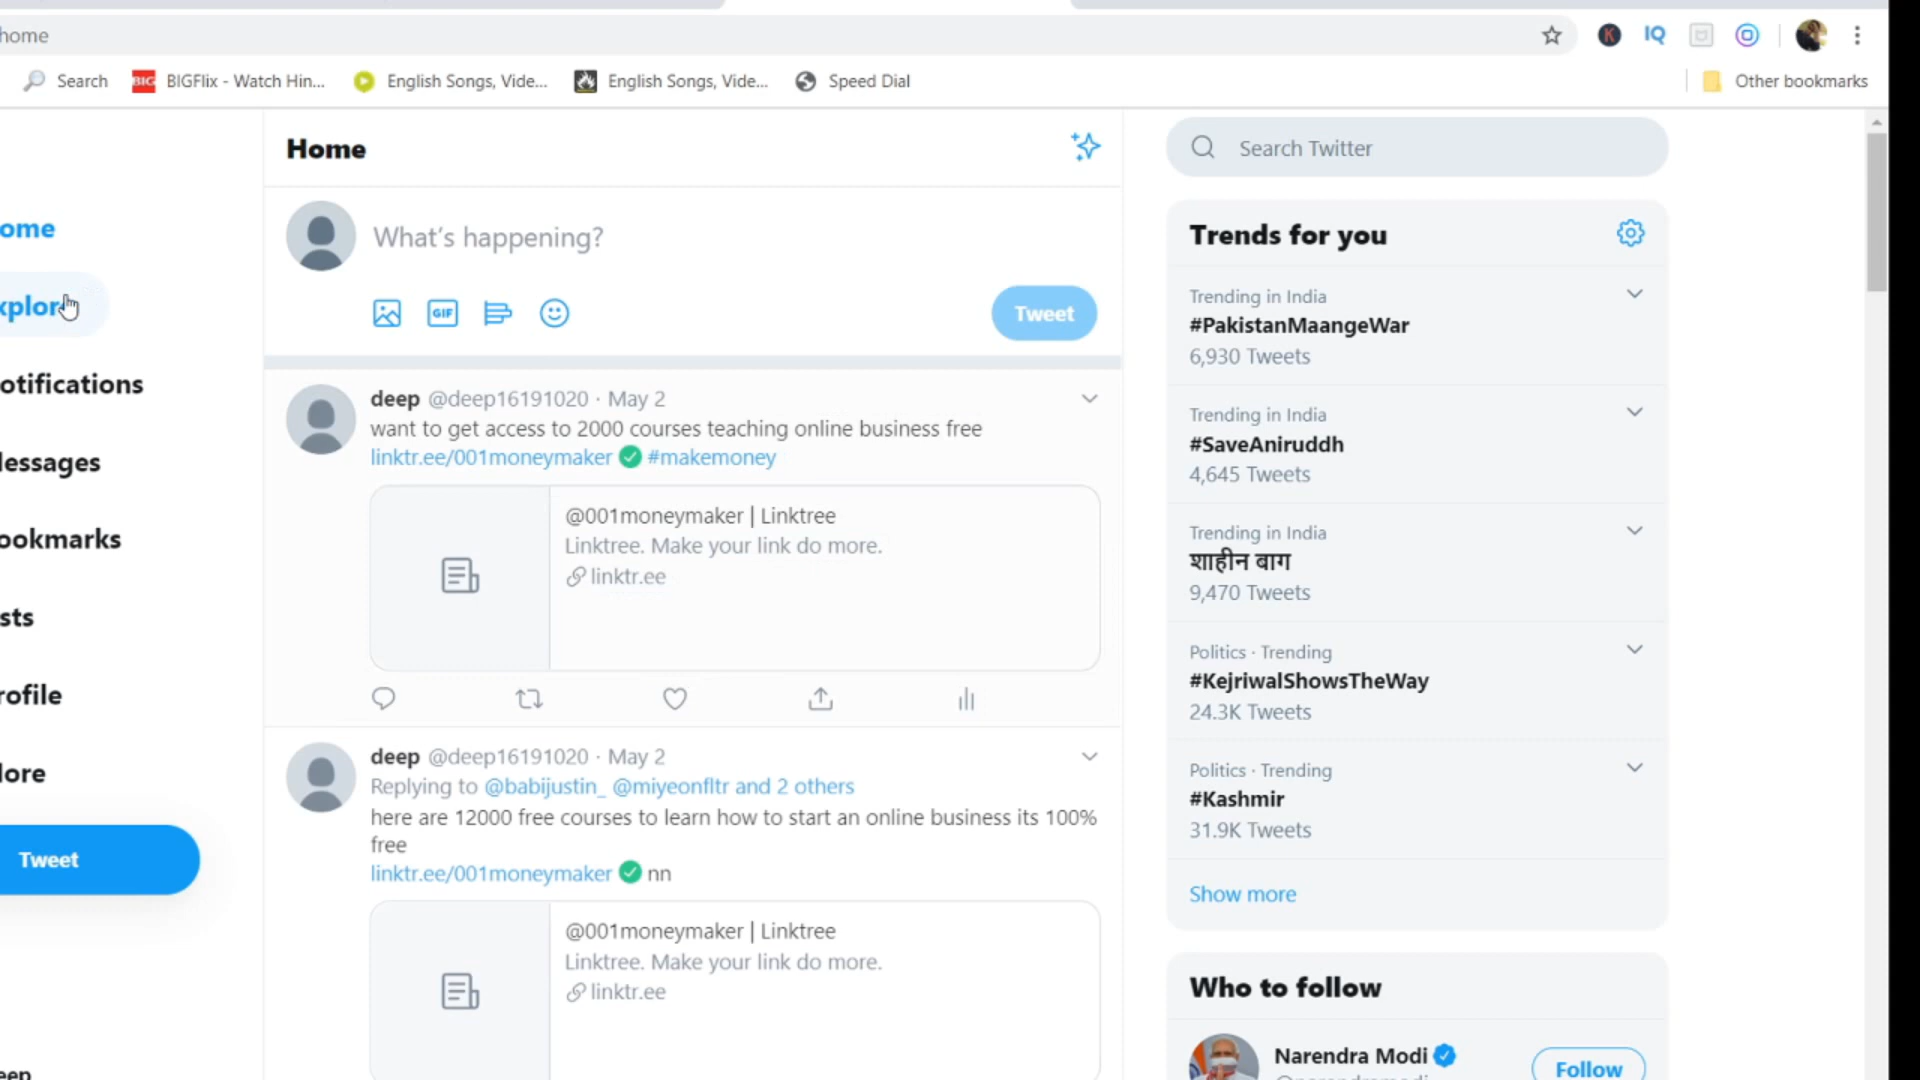 home
Search
BIG
BIGFlix - Watch Hin...
English Songs, Vide...
English Songs, Vide...
Speed Dial
K
IQ
Other bookmarks
ome
xplor
otifications
essages
ookmarks
sts
rofile
ore
Tweet
eep
Home
What's happening?
GIF
Tweet
deep @deep16191020 · May 2
want to get access to 2000 courses teaching online business free
linktr.ee/001moneymaker ✅ #makemoney
@001moneymaker | Linktree
Linktree. Make your link do more.
linktr.ee
deep @deep16191020 · May 2
Replying to @babijustin_ @miyeonfltr and 2 others
here are 12000 free courses to learn how to start an online business its 100%
free
linktr.ee/001moneymaker ✅ nn
@001moneymaker | Linktree
Linktree. Make your link do more.
linktr.ee
Search Twitter
Trends for you
Trending in India
#PakistanMaangeWar
6,930 Tweets
Trending in India
#SaveAniruddh
4,645 Tweets
Trending in India
शाहीन बाग
9,470 Tweets
Politics · Trending
#KejriwalShowsTheWay
24.3K Tweets
Politics · Trending
#Kashmir
31.9K Tweets
Show more
Who to follow
Narendra Modi
Follow